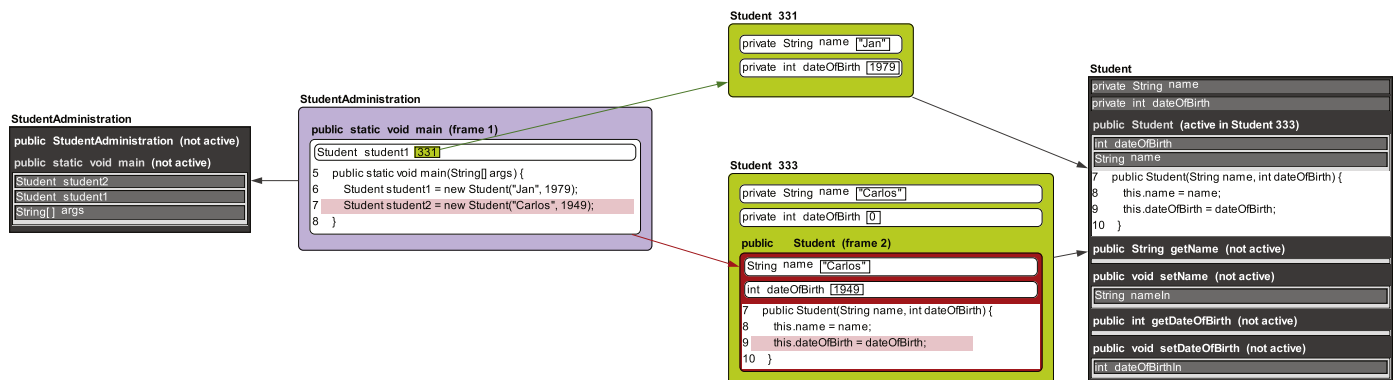 StudentAdministration
public StudentAdministration (not active)
public static void main (not active)
Student student2
Student student1
String[ ] args
StudentAdministration
public static void main (frame 1)
Student student1 331
5 public static void main(String[] args) {
6 Student student1 = new Student("Jan", 1979);
7 Student student2 = new Student("Carlos", 1949);
8 }
Student 331
private String name "Jan"
private int dateOfBirth 1979
Student 333
private String name "Carlos"
private int dateOfBirth 0
public Student (frame 2)
String name "Carlos"
int dateOfBirth 1949
7 public Student(String name, int dateOfBirth) {
8 this.name = name;
9 this.dateOfBirth = dateOfBirth;
10 }
Student
private String name
private int dateOfBirth
public Student (active in Student 333)
int dateOfBirth
String name
7 public Student(String name, int dateOfBirth) {
8 this.name = name;
9 this.dateOfBirth = dateOfBirth;
10 }
public String getName (not active)
public void setName (not active)
String nameIn
public int getDateOfBirth (not active)
public void setDateOfBirth (not active)
int dateOfBirthIn